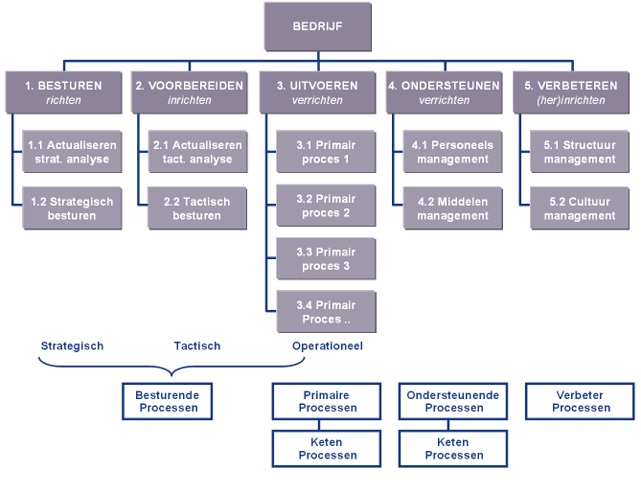 BEDRIJF
1. BESTUREN
richten
2. VOORBEREIDEN
inrichten
3. UITVOEREN
verrichten
4. ONDERSTEUNEN
verrichten
5. VERBETEREN
(her)inrichten
1.1 Actualiseren
strat. analyse
2.1 Actualiseren
tact. analyse
3.1 Primair
proces 1
4.1 Personeels
management
5.1 Structuur
management
1.2 Strategisch
besturen
2.2 Tactisch
besturen
3.2 Primair
proces 2
4.2 Middelen
management
5.2 Cultuur
management
3.3 Primair
proces 3
3.4 Primair
Proces ..
Strategisch
Tactisch
Operationeel
Besturende
Processen
Primaire
Processen
Ondersteunende
Processen
Verbeter
Processen
Keten
Processen
Keten
Processen